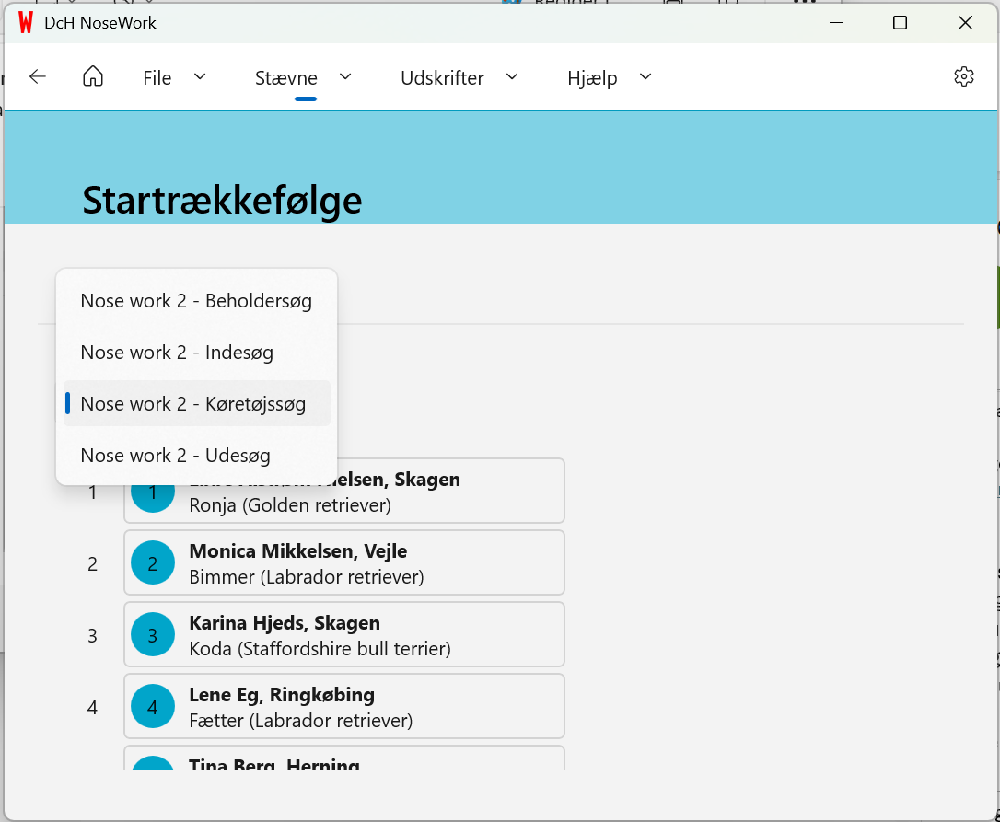 DcH NoseWork
File
Stævne
Udskrifter
Hjælp
Startrækkefølge
Nose work 2 - Beholdersøg
Nose work 2 - Indesøg
Nose work 2 - Køretøjssøg
Nose work 2 - Udesøg
1
1
Nielsen, Skagen
Ronja (Golden retriever)
2
2
Monica Mikkelsen, Vejle
Bimmer (Labrador retriever)
3
3
Karina Hjeds, Skagen
Koda (Staffordshire bull terrier)
4
4
Lene Eg, Ringkøbing
Fætter (Labrador retriever)
Tina Berg, Herning